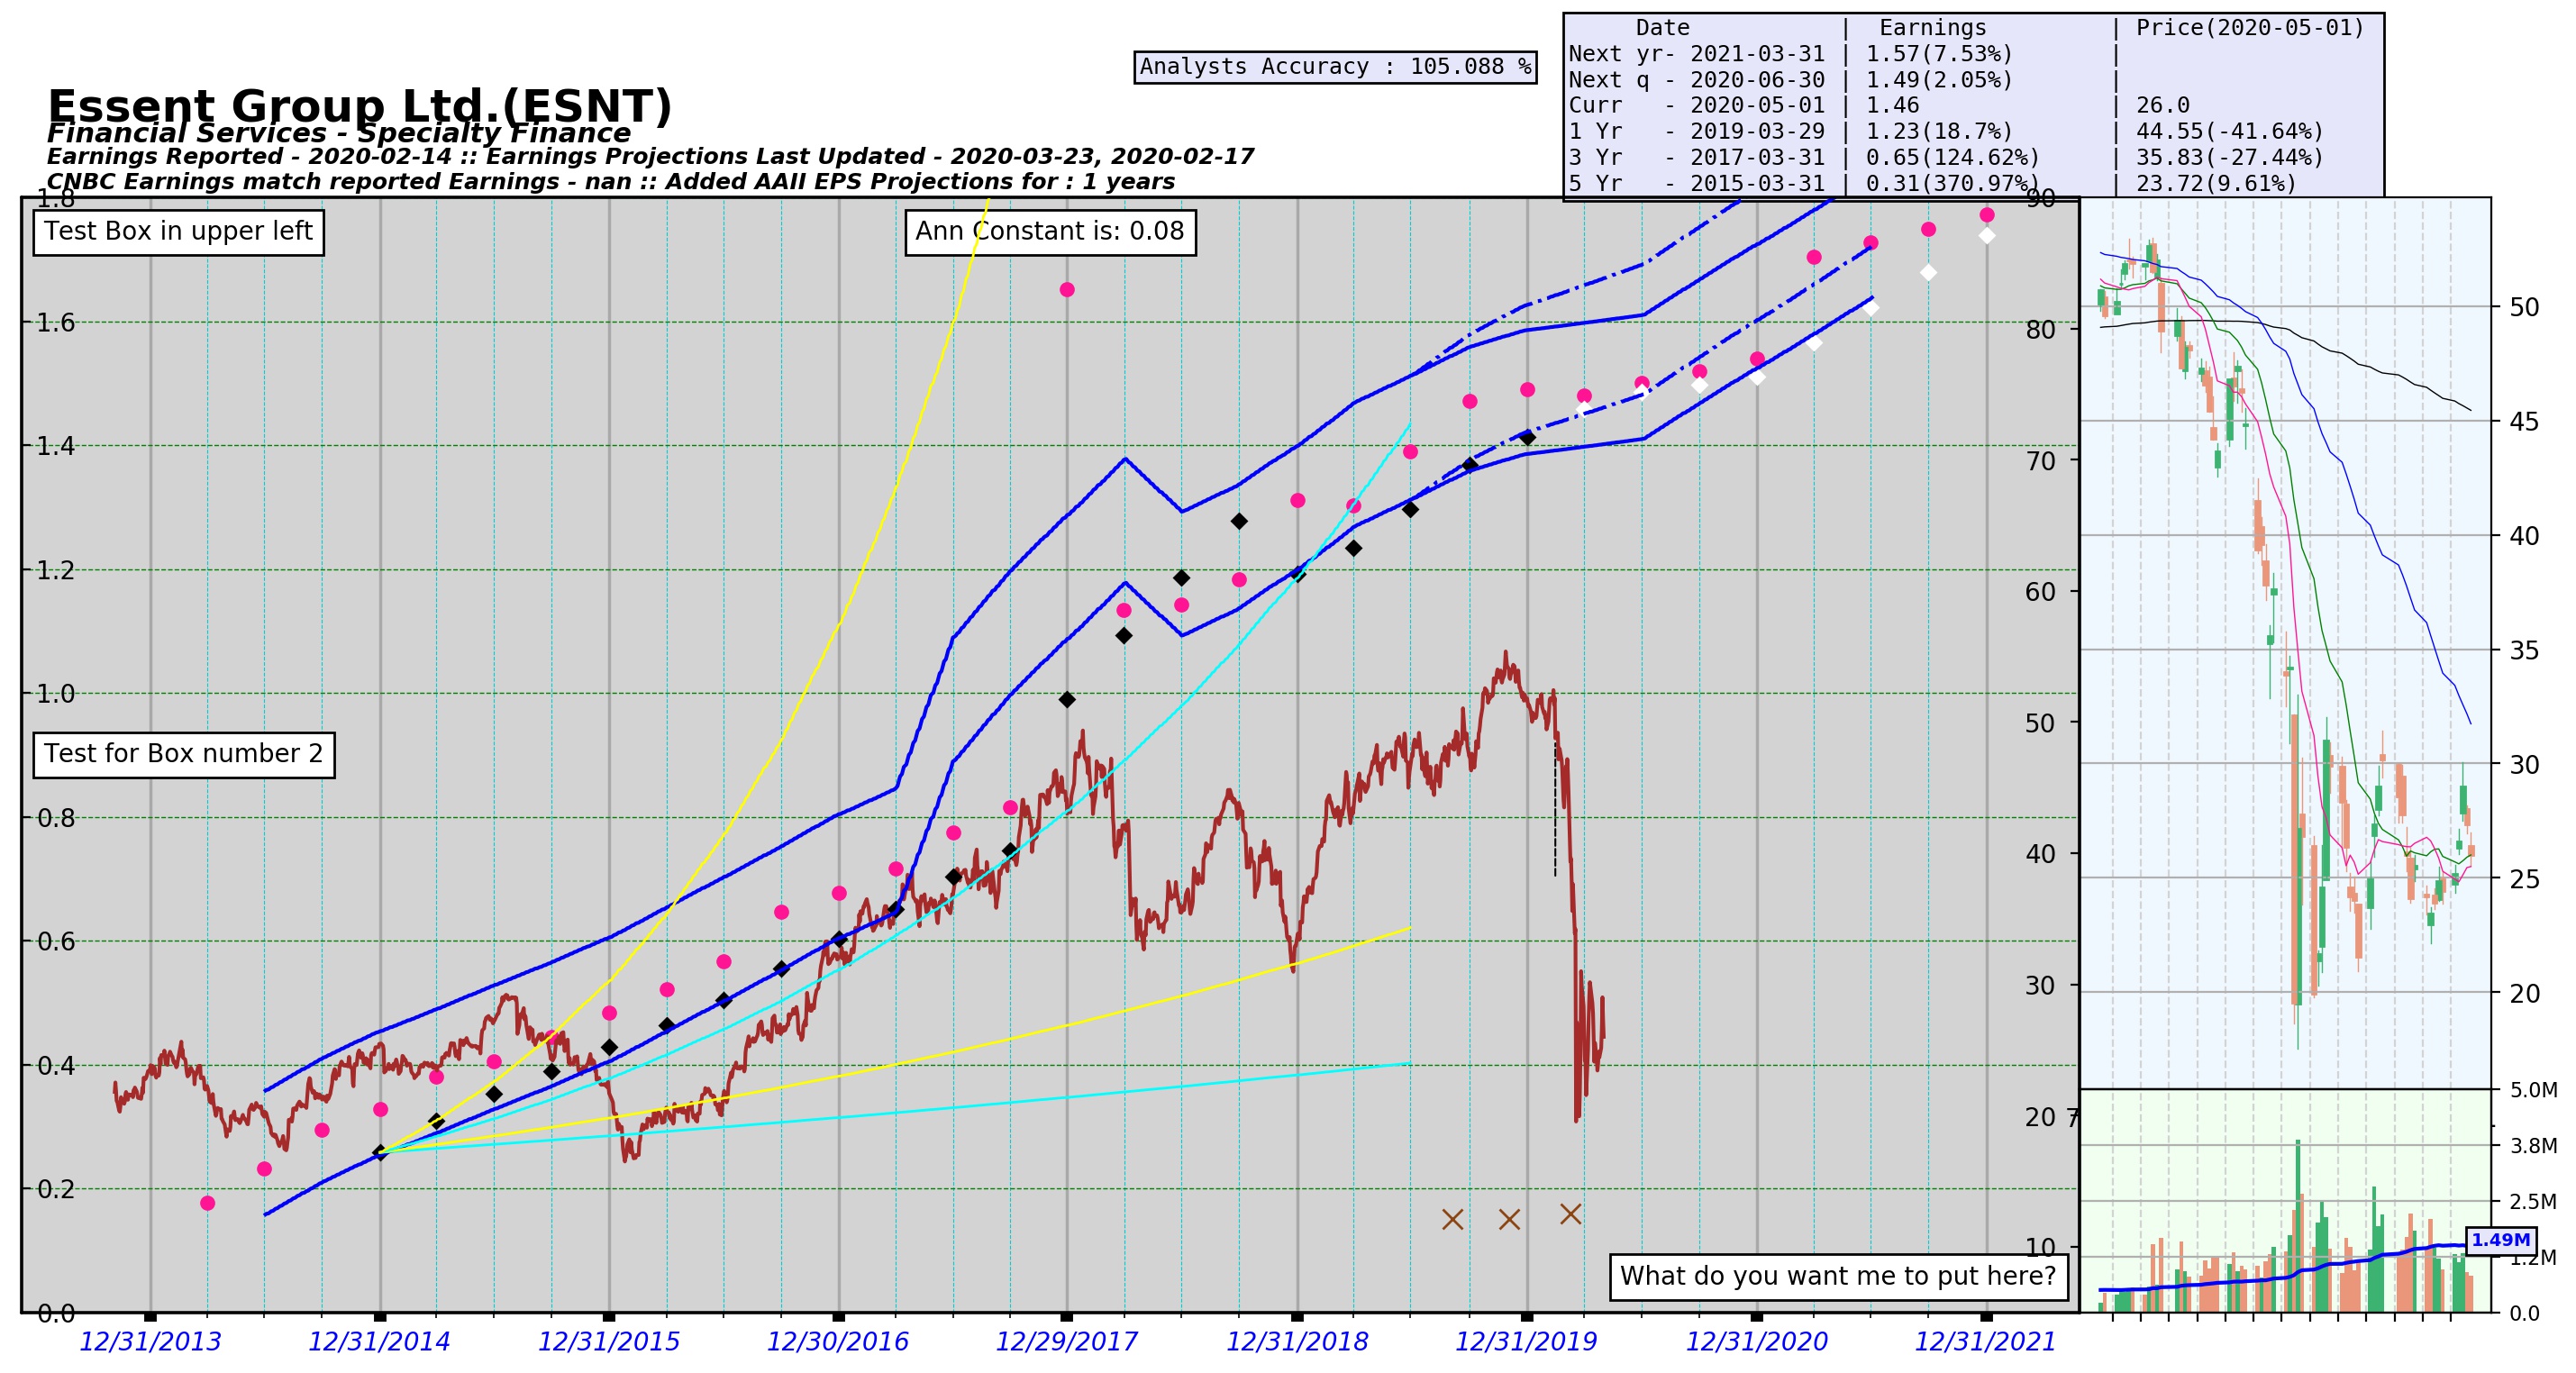 Date | Earnings | Price(2020-05-01)
Next yr- 2021-03-31 | 1.57(7.53%) |
Next q - 2020-06-30 | 1.49(2.05%) |
Curr - 2020-05-01 | 1.46 | 26.0
1 Yr - 2019-03-29 | 1.23(18.7%) | 44.55(-41.64%)
3 Yr - 2017-03-31 | 0.65(124.62%) | 35.83(-27.44%)
5 Yr - 2015-03-31 | 0.31(370.97%) | 23.72(9.61%)
Analysts Accuracy : 105.088 %
Essent Group Ltd.(ESNT)
Financial Services - Specialty Finance
Earnings Reported - 2020-02-14 :: Earnings Projections Last Updated - 2020-03-23, 2020-02-17
CNBC Earnings match reported Earnings - nan :: Added AAII EPS Projections for : 1 years
Test Box in upper left
Ann Constant is: 0.08
Test for Box number 2
What do you want me to put here?
1.8
1.6
1.4
1.2
1.0
0.8
0.6
0.4
0.2
0.0
90
80
70
60
50
40
30
20
10
7
50
45
40
35
30
25
20
5.0M
3.8M
2.5M
1.49M
1.2M
0.0
12/31/2013 12/31/2014 12/31/2015 12/30/2016 12/29/2017 12/31/2018 12/31/2019 12/31/2020 12/31/2021